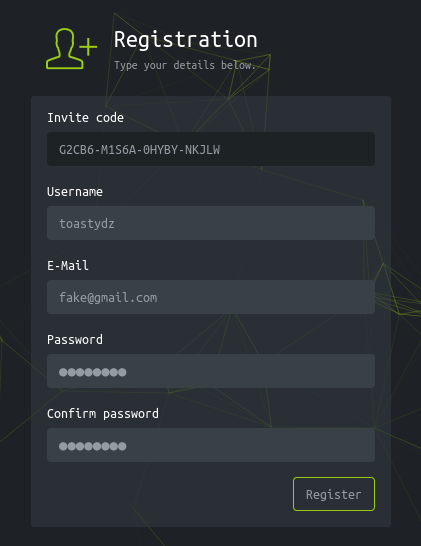 Registration
Type your details below.
Invite code
G2CB6-M1S6A-0HYBY-NKJLW
Username
toastydz
E-Mail
fake@gmail.com
Password
●●●●●●●●
Confirm password
●●●●●●●●
Register